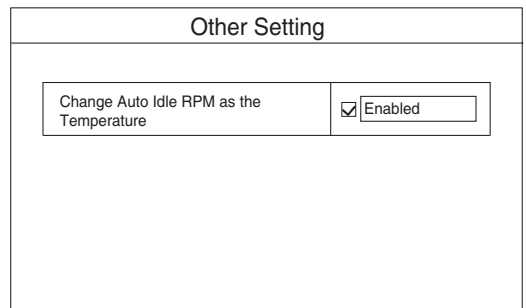 Other Setting
Change Auto Idle RPM as the
Temperature
Enabled